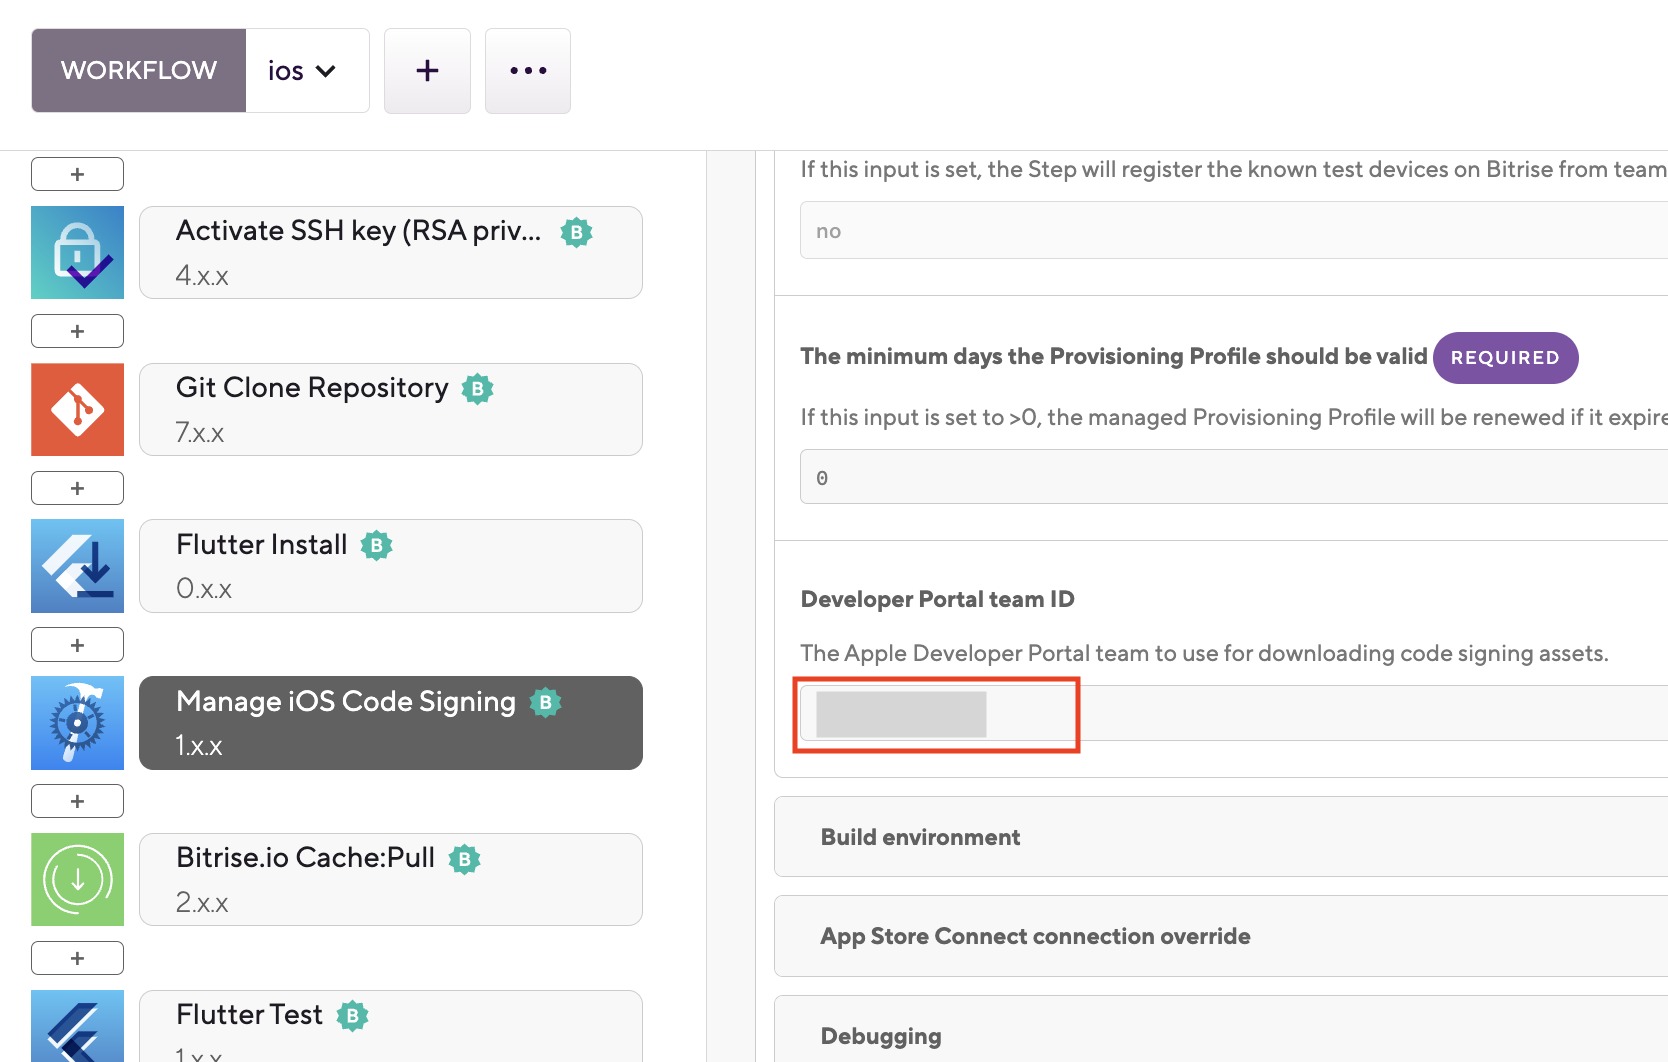 WORKFLOW
ios
+
...
+
Activate SSH key (RSA priv...
B
4.x.x
+
Git Clone Repository
B
7.x.x
+
Flutter Install
B
0.x.x
+
Manage iOS Code Signing
B
1.x.x
+
Bitrise.io Cache:Pull
B
2.x.x
+
Flutter Test
B
1.x.x
If this input is set, the Step will register the known test devices on Bitrise from team
no
The minimum days the Provisioning Profile should be valid REQUIRED
If this input is set to >0, the managed Provisioning Profile will be renewed if it expire
0
Developer Portal team ID
The Apple Developer Portal team to use for downloading code signing assets.
Build environment
App Store Connect connection override
Debugging